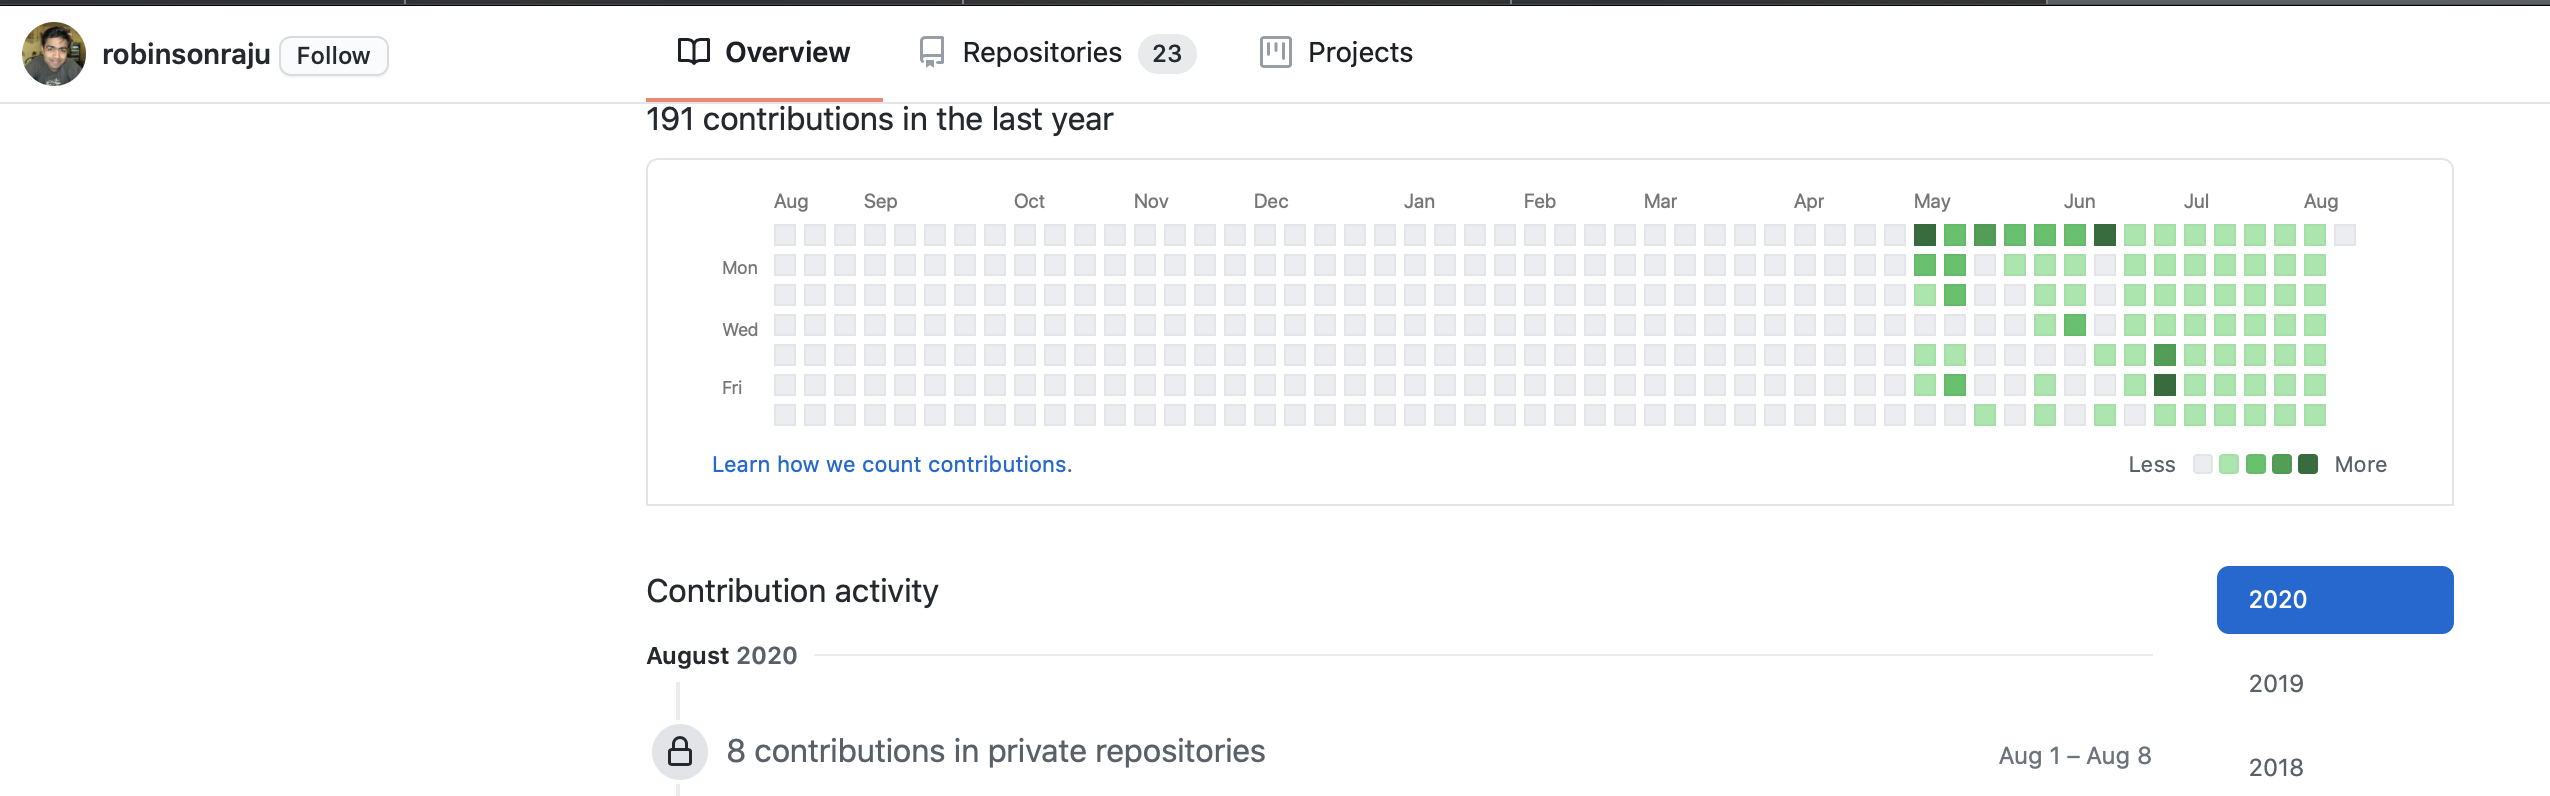 robinsonraju Follow Overview Repositories 23 Projects
191 contributions in the last year
Aug Sep Oct Nov Dec Jan Feb Mar Apr May Jun Jul Aug
Mon
Wed
Fri
Learn how we count contributions. Less More
Contribution activity
2020
August 2020
2019
8 contributions in private repositories Aug 1 – Aug 8
2018